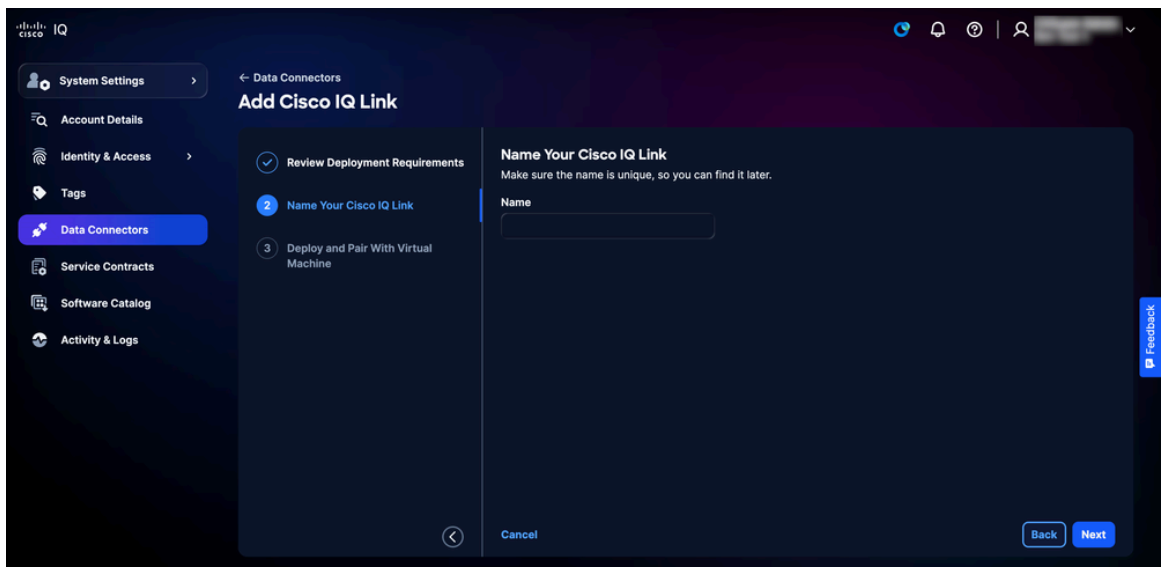 cisco IQ
System Settings
Account Details
Identity & Access
Tags
Data Connectors
Service Contracts
Software Catalog
Activity & Logs
← Data Connectors
Add Cisco IQ Link
Review Deployment Requirements
2 Name Your Cisco IQ Link
3 Deploy and Pair With Virtual
Machine
Name Your Cisco IQ Link
Make sure the name is unique, so you can find it later.
Name
Cancel
Back
Next
Feedback